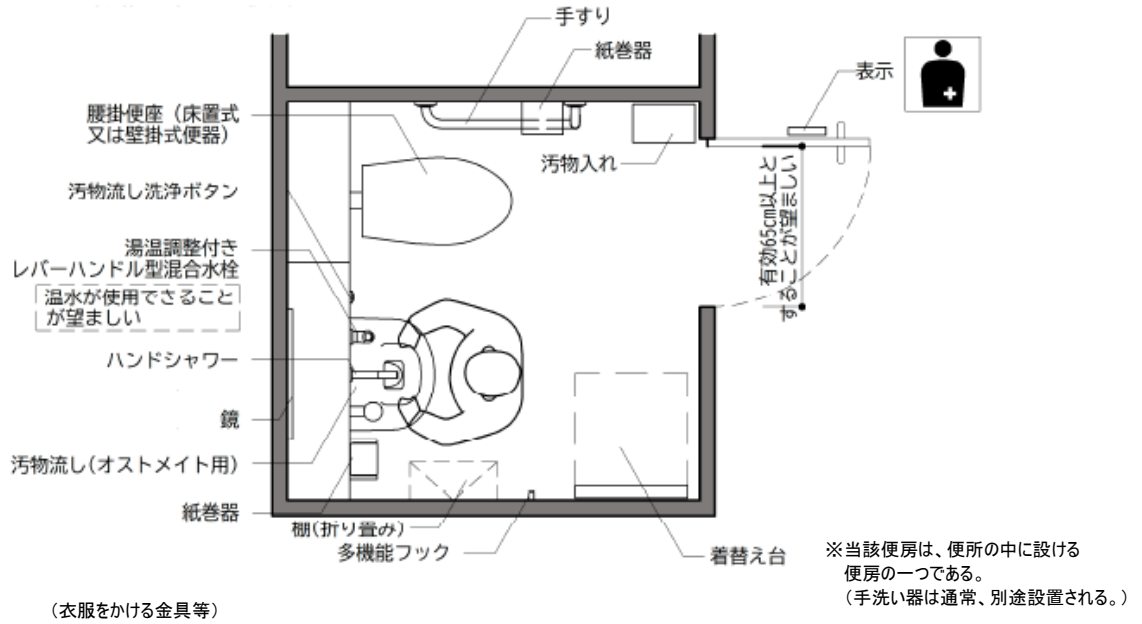 手すり
紙巻器
表示
腰掛便座（床置式
又は壁掛式便器）
汚物入れ
有効65cm以上と
することが望ましい
汚物流し洗浄ボタン
湯温調整付き
レバーハンドル型混合水栓
温水が使用できること
が望ましい
ハンドシャワー
鏡
汚物流し(オストメイト用)
紙巻器
棚(折り畳み)
多機能フック
着替え台
※当該便房は、便所の中に設ける
便房の一つである。
（手洗い器は通常、別途設置される。）
（衣服をかける金具等）